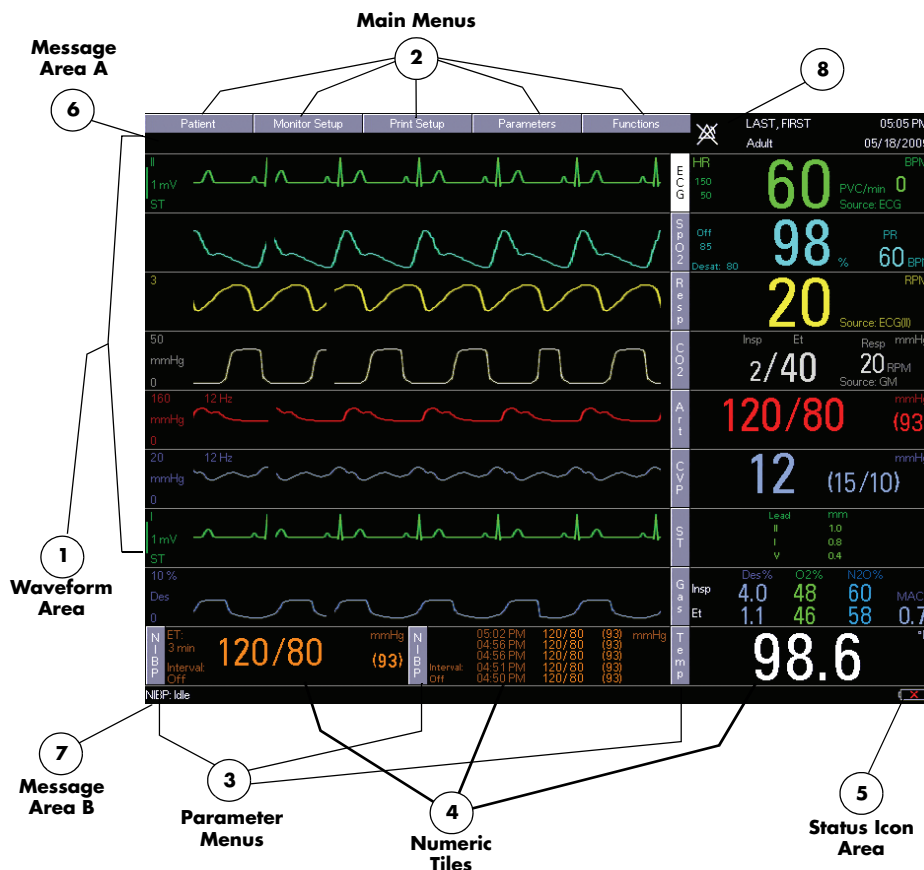 Main Menus
2
Message
Area A
6
8
Patient Monitor Setup Print Setup Parameters Functions
LAST, FIRST 05:05 PM
Adult 05/18/2009
II
1 mV
ST
ECG
HR
150
50
60
BPM
PVC/min 0
Source: ECG
SpO2
Off
85
Desat: 80
98
%
PR
60 BPM
3
Resp
20
RPM
Source: ECG(II)
50
mmHg
0
CO2
Insp Et
2/40
Resp mmHg
20 RPM
Source: GM
160 12 Hz
mmHg
0
Art
120/80
mmHg
(93)
20 12 Hz
mmHg
0
CVP
12
mmHg
(15/10)
I
1 mV
ST
ST
Lead mm
II 1.0
I 0.8
V 0.4
10 %
Des
0
Gas
Des% O2% N2O%
Insp 4.0 48 60 MAC
Et 1.1 46 58 0.7
NIBP
ET:
3 min
Interval:
Off
120/80
mmHg
(93)
NIBP
Interval:
Off
05:02 PM 120/80 (93) mmHg
04:56 PM 120/80 (93)
04:56 PM 120/80 (93)
04:51 PM 120/80 (93)
04:50 PM 120/80 (93)
Temp
98.6
NIBP: Idle
1
Waveform
Area
7
Message
Area B
3
Parameter
Menus
4
Numeric
Tiles
5
Status Icon
Area